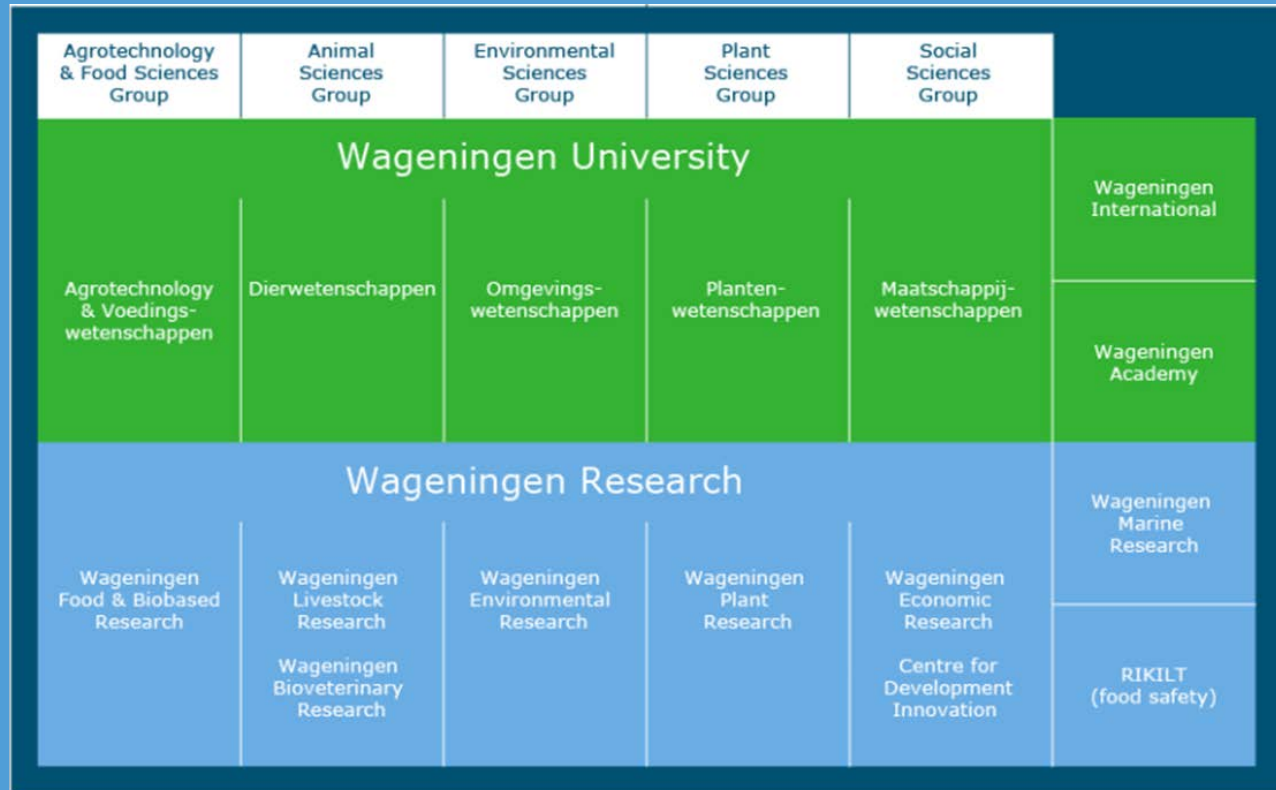 Agrotechnology
& Food Sciences
Group
Animal
Sciences
Group
Environmental
Sciences
Group
Plant
Sciences
Group
Social
Sciences
Group
Wageningen University
Agrotechnology
& Voedings-
wetenschappen
Dierwetenschappen
Omgevings-
wetenschappen
Planten-
wetenschappen
Maatschappij-
wetenschappen
Wageningen
International
Wageningen
Academy
Wageningen Research
Wageningen
Food & Biobased
Research
Wageningen
Livestock
Research
Wageningen
Bioveterinary
Research
Wageningen
Environmental
Research
Wageningen
Plant
Research
Wageningen
Economic
Research
Centre for
Development
Innovation
Wageningen
Marine
Research
RIKILT
(food safety)